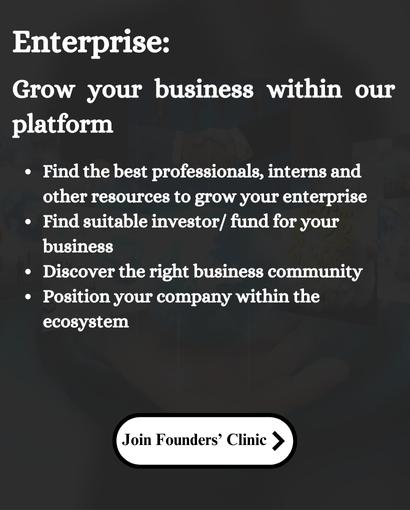 Enterprise:
Grow your business within our
platform
• Find the best professionals, interns and
other resources to grow your enterprise
• Find suitable investor/ fund for your
business
• Discover the right business community
• Position your company within the
ecosystem
Join Founders’ Clinic